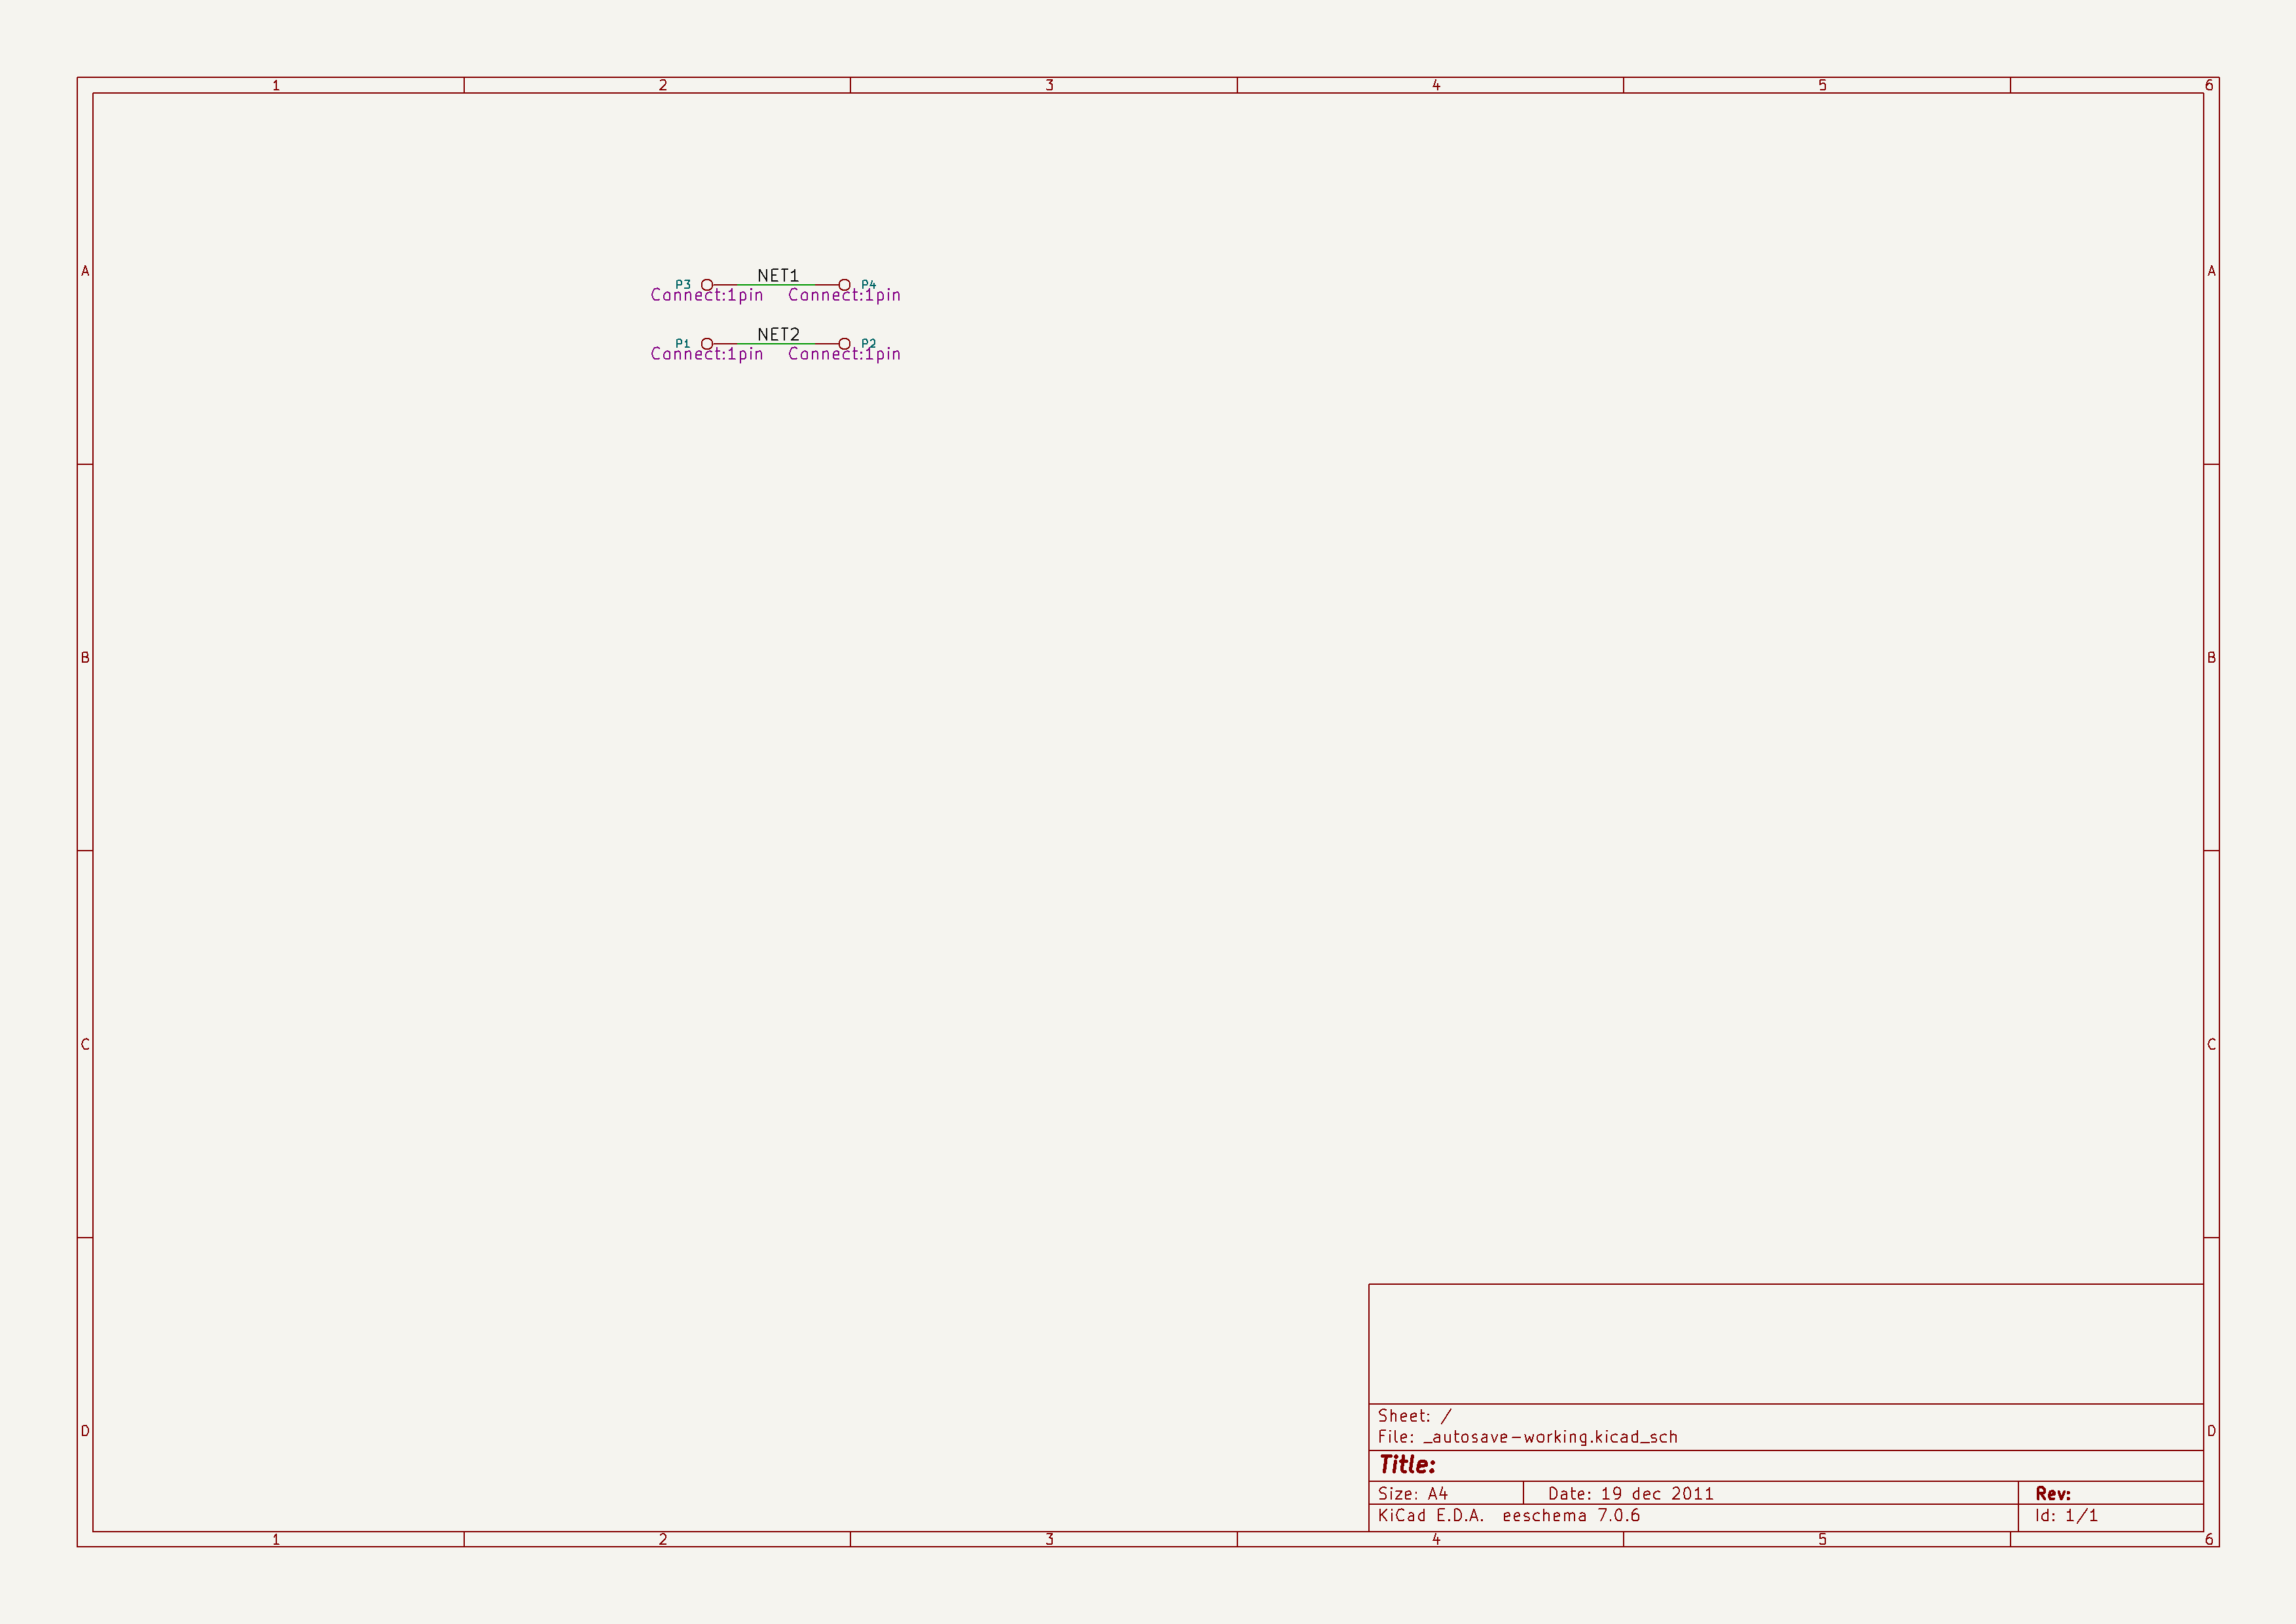 1 2 3 4 5 6
A A
NET1
P3 P4
Connect:1pin Connect:1pin
NET2
P1 P2
Connect:1pin Connect:1pin
B B
C C
Sheet: /
D D
File: _autosave-working.kicad_sch
Title:
Size: A4 Date: 19 dec 2011 Rev:
KiCad E.D.A. eeschema 7.0.6 Id: 1/1
1 2 3 4 5 6